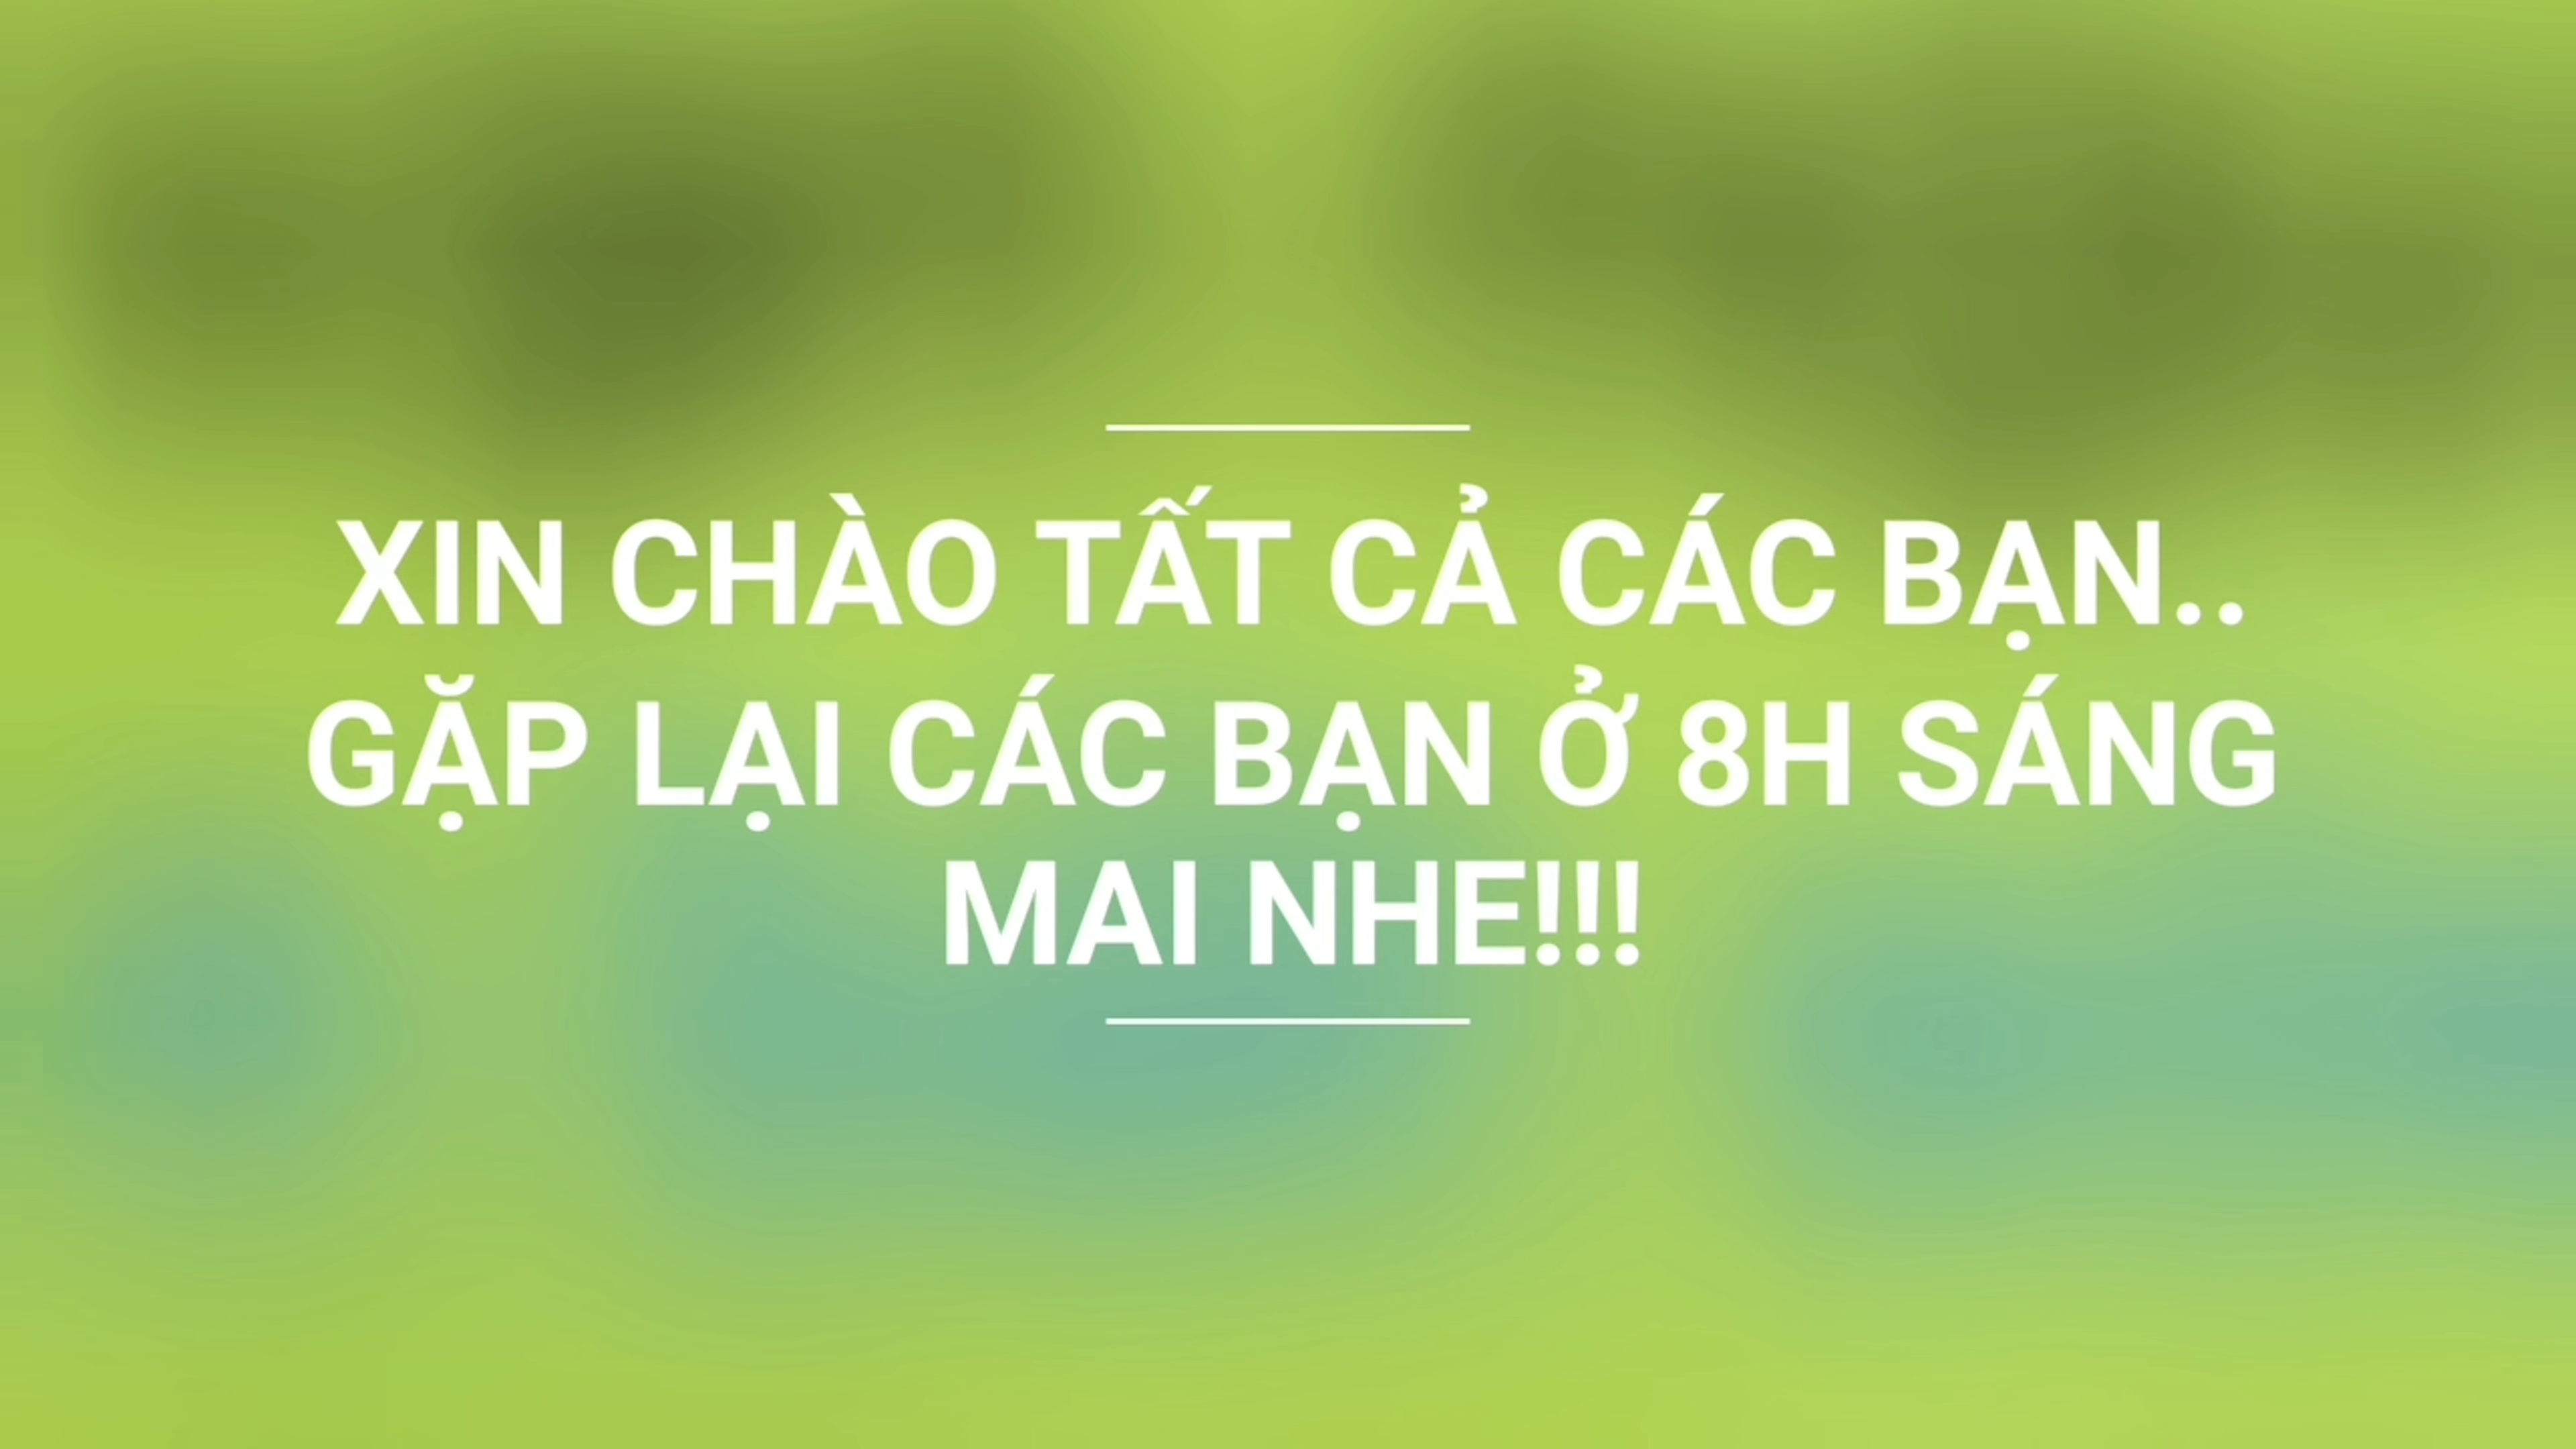 XIN CHÀO TẤT CẢ CÁC BẠN..
GẶP LẠI CÁC BẠN Ở 8H SÁNG
MAI NHE!!!